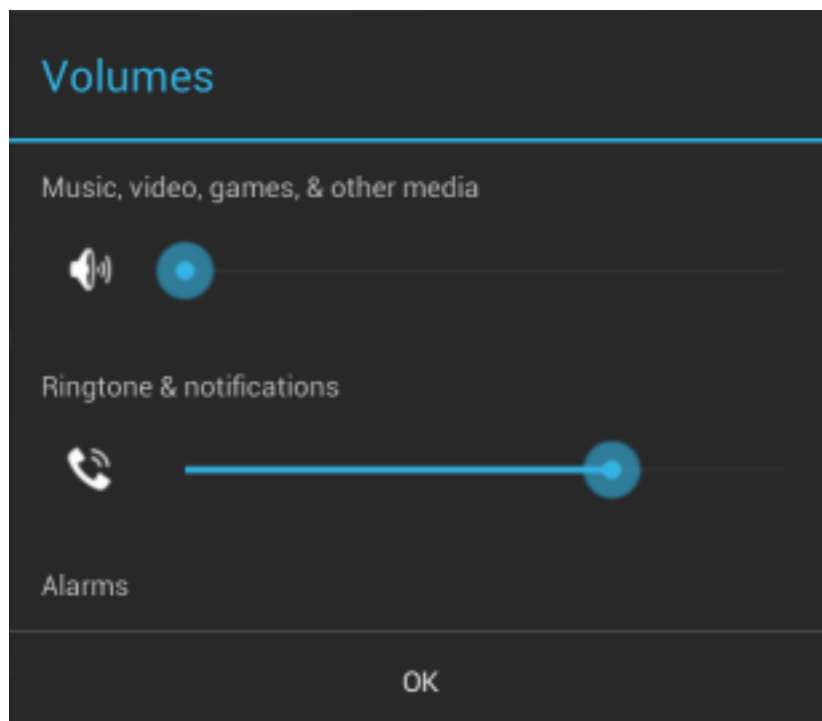 Volumes
Music, video, games, & other media
Ringtone & notifications
Alarms
OK